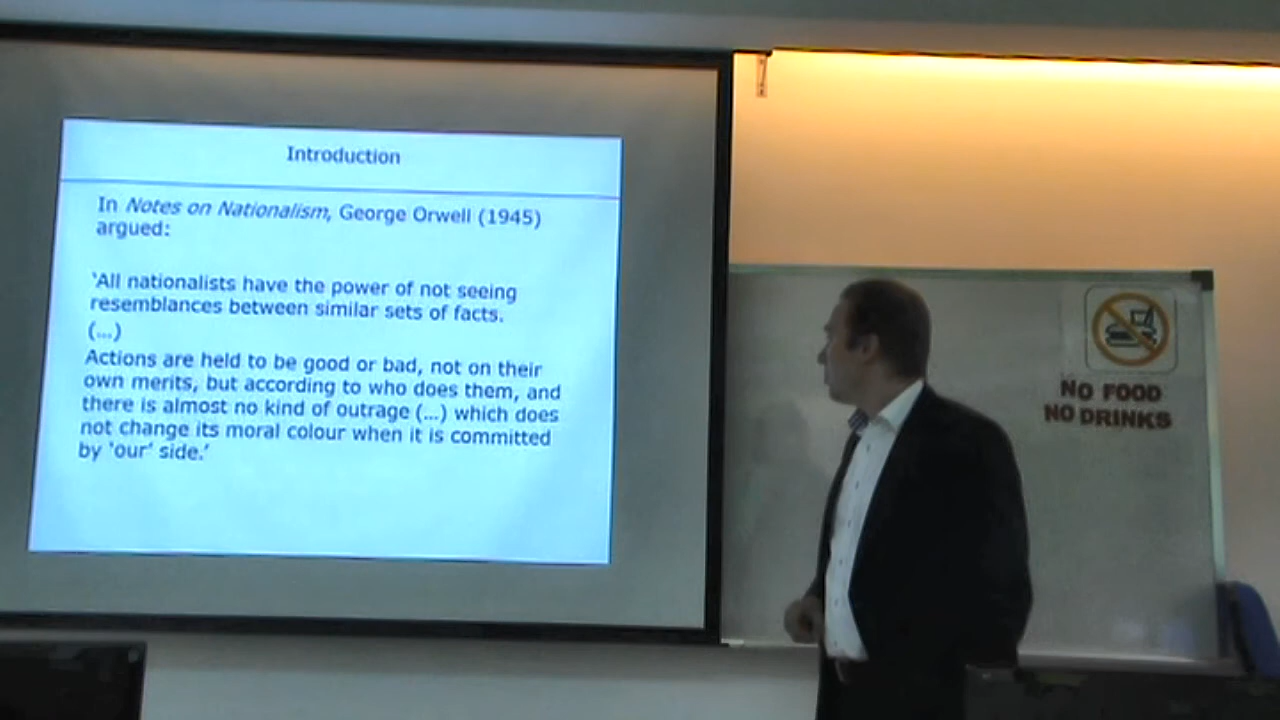 Introduction
In Notes on Nationalism, George Orwell (1945)
argued:
‘All nationalists have the power of not seeing
resemblances between similar sets of facts.
(...)
Actions are held to be good or bad, not on their
own merits, but according to who does them, and
there is almost no kind of outrage (...) which does
not change its moral colour when it is committed
by ‘our’ side.’
NO FOOD
NO DRINKS